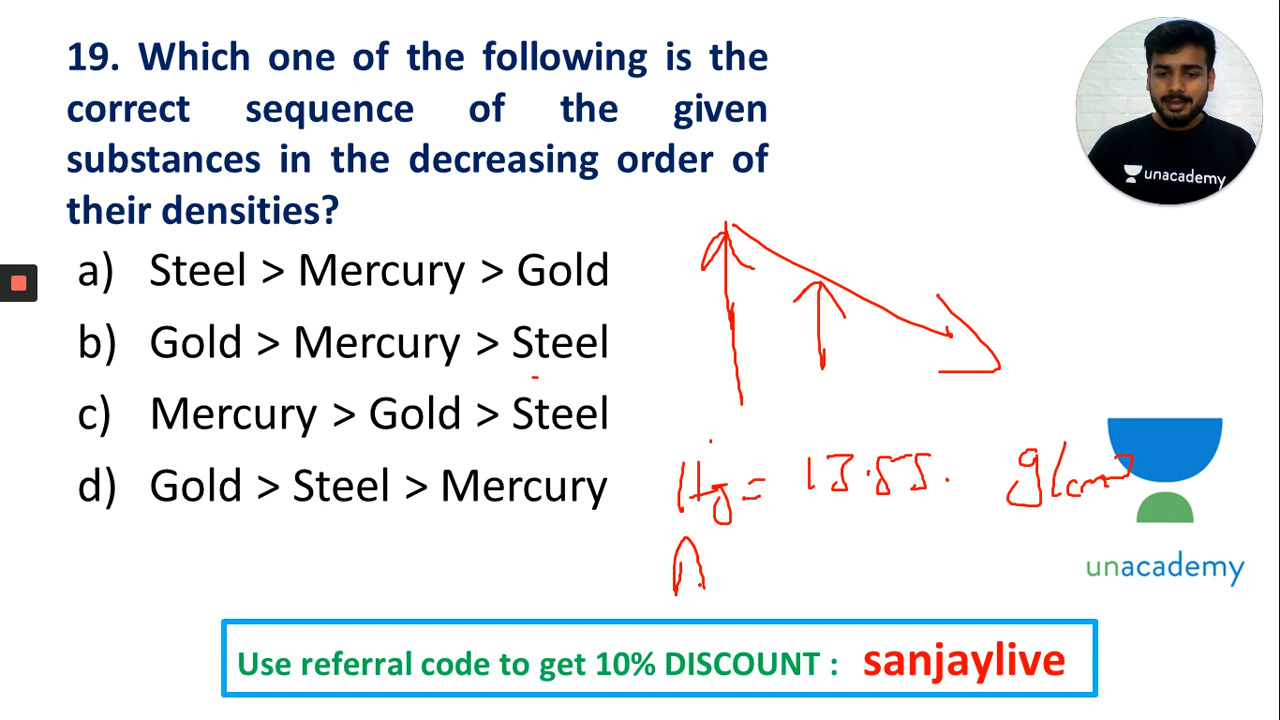 19. Which one of the following is the
correct sequence of the given
substances in the decreasing order of
their densities?
a) Steel > Mercury > Gold
b) Gold > Mercury > Steel
c) Mercury > Gold > Steel
d) Gold > Steel > Mercury
unacademy
Hg = 13.55. g/cm3
unacademy
Use referral code to get 10% DISCOUNT : sanjaylive